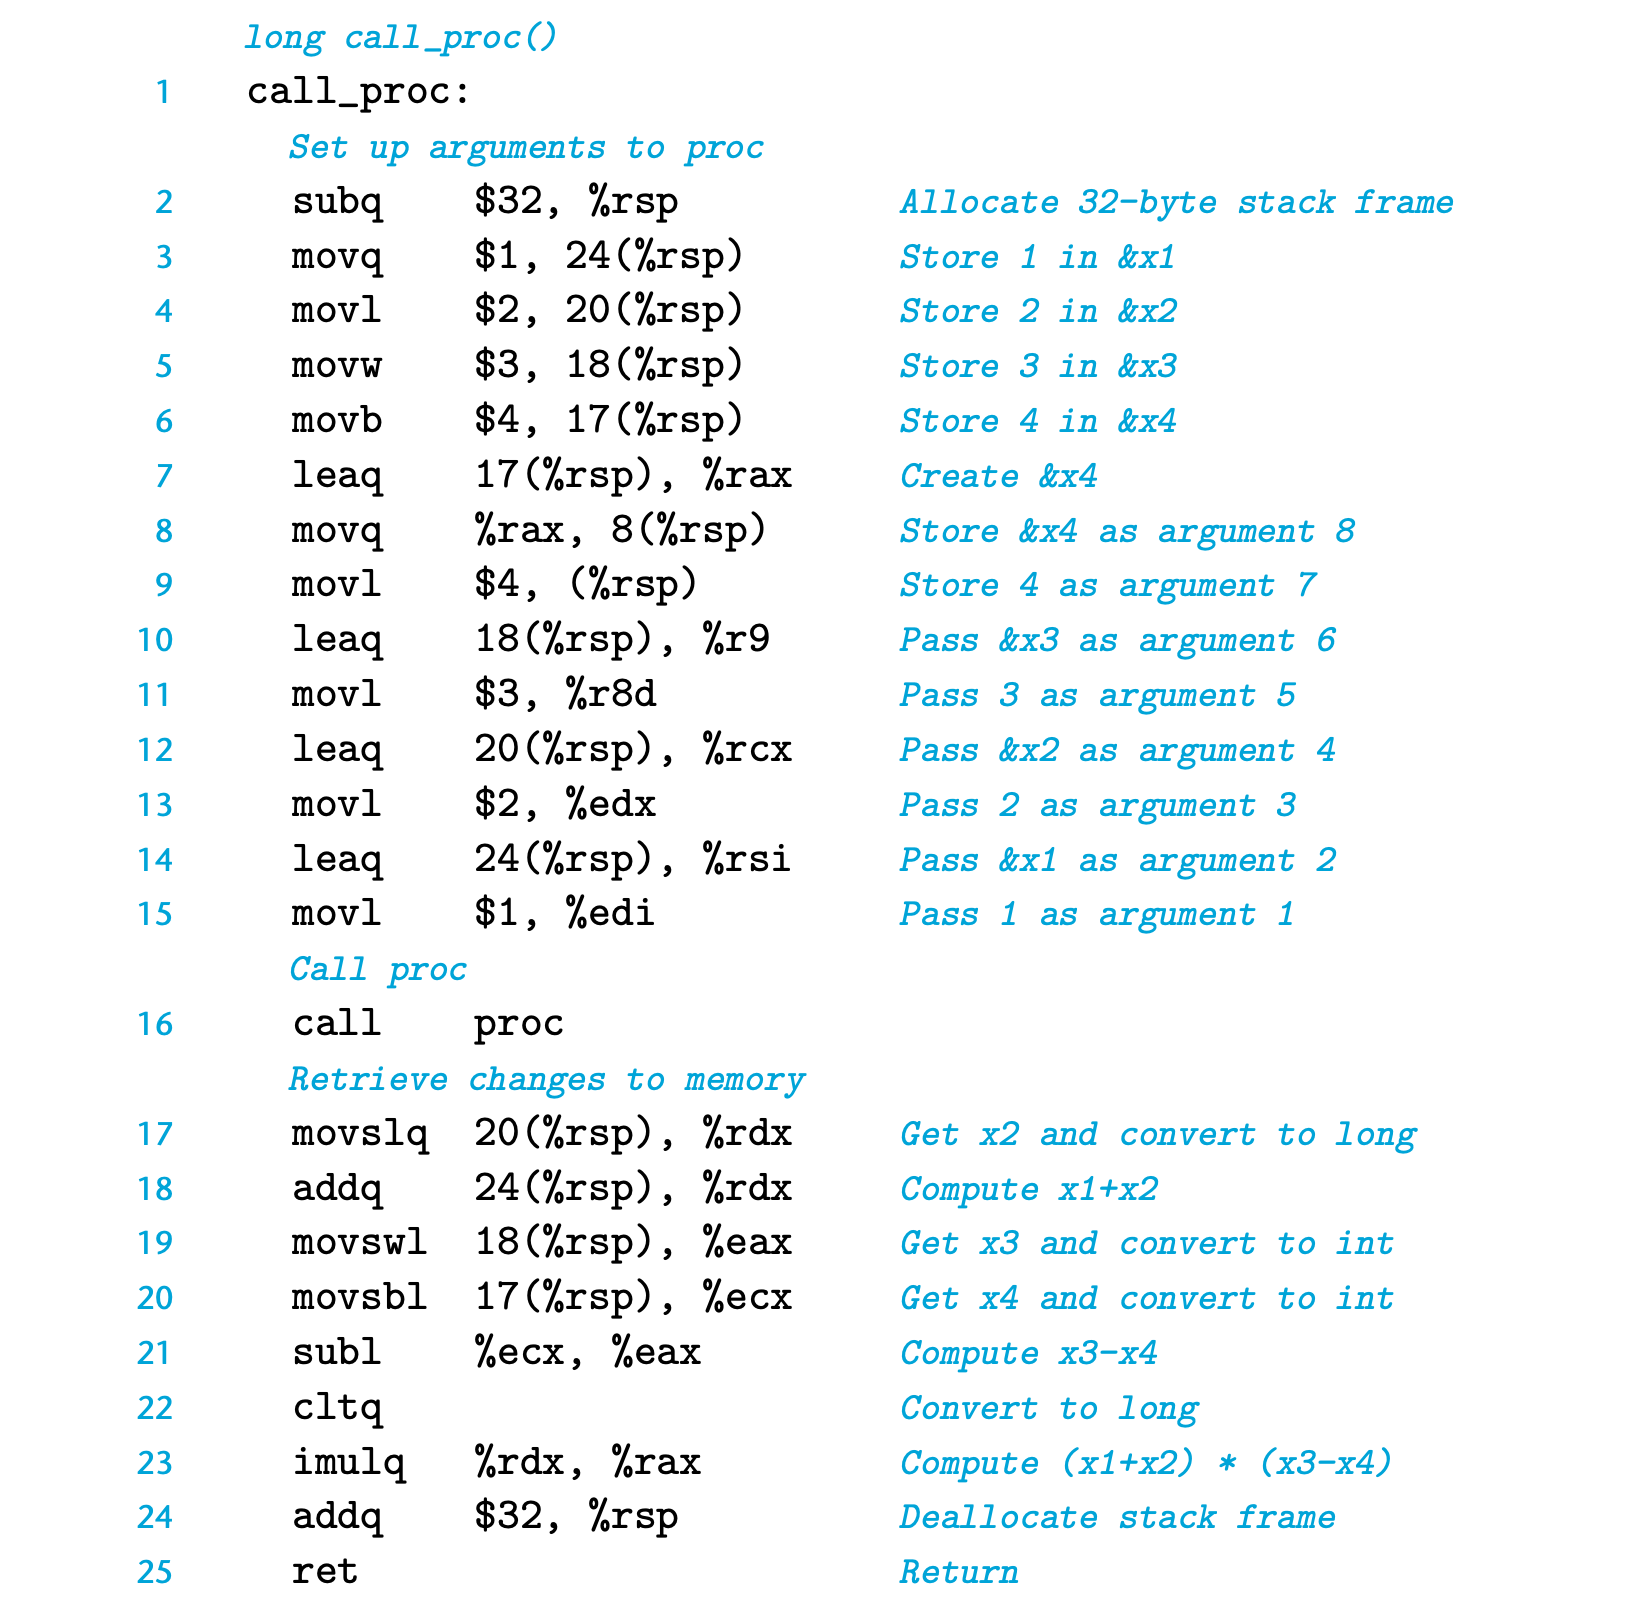 long call_proc()
1 call_proc:
Set up arguments to proc
2 subq $32, %rsp Allocate 32-byte stack frame
3 movq $1, 24(%rsp) Store 1 in &x1
4 movl $2, 20(%rsp) Store 2 in &x2
5 movw $3, 18(%rsp) Store 3 in &x3
6 movb $4, 17(%rsp) Store 4 in &x4
7 leaq 17(%rsp), %rax Create &x4
8 movq %rax, 8(%rsp) Store &x4 as argument 8
9 movl $4, (%rsp) Store 4 as argument 7
10 leaq 18(%rsp), %r9 Pass &x3 as argument 6
11 movl $3, %r8d Pass 3 as argument 5
12 leaq 20(%rsp), %rcx Pass &x2 as argument 4
13 movl $2, %edx Pass 2 as argument 3
14 leaq 24(%rsp), %rsi Pass &x1 as argument 2
15 movl $1, %edi Pass 1 as argument 1
Call proc
16 call proc
Retrieve changes to memory
17 movslq 20(%rsp), %rdx Get x2 and convert to long
18 addq 24(%rsp), %rdx Compute x1+x2
19 movswl 18(%rsp), %eax Get x3 and convert to int
20 movsbl 17(%rsp), %ecx Get x4 and convert to int
21 subl %ecx, %eax Compute x3-x4
22 cltq Convert to long
23 imulq %rdx, %rax Compute (x1+x2) * (x3-x4)
24 addq $32, %rsp Deallocate stack frame
25 ret Return